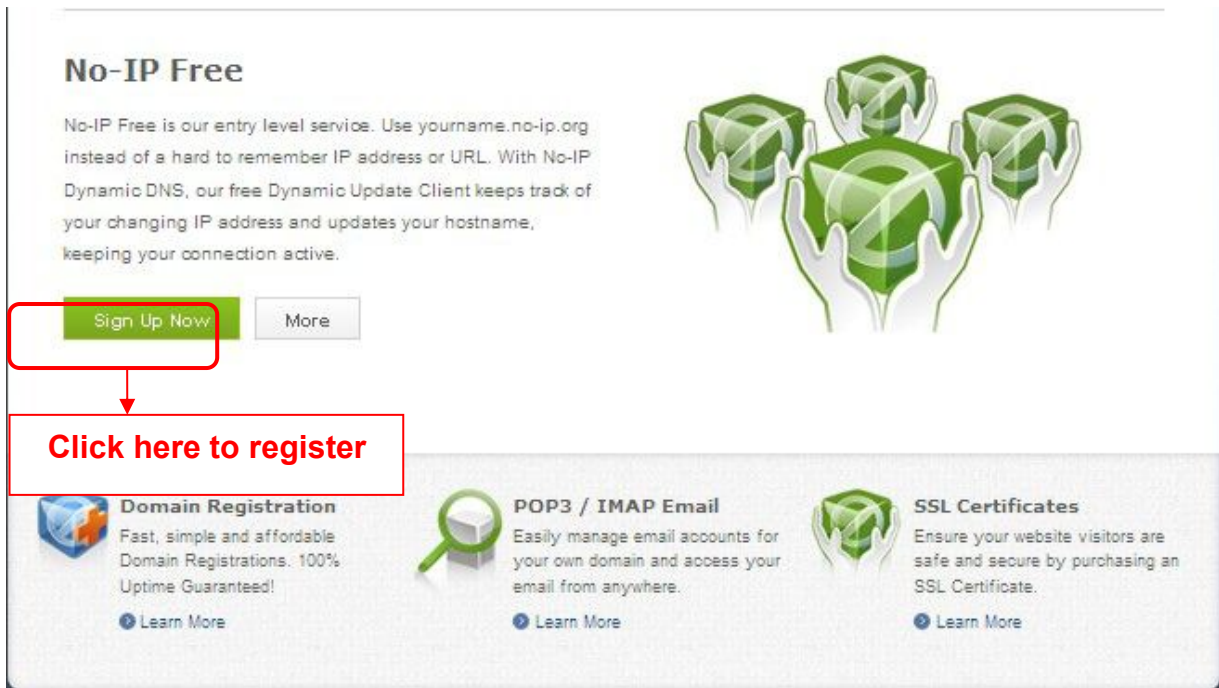 No-IP Free
No-IP Free is our entry level service. Use yourname.no-ip.org
instead of a hard to remember IP address or URL. With No-IP
Dynamic DNS, our free Dynamic Update Client keeps track of
your changing IP address and updates your hostname,
keeping your connection active.
Sign Up Now
More
Click here to register
Domain Registration
Fast, simple and affordable
Domain Registrations. 100%
Uptime Guaranteed!
Learn More
POP3 / IMAP Email
Easily manage email accounts for
your own domain and access your
email from anywhere.
Learn More
SSL Certificates
Ensure your website visitors are
safe and secure by purchasing an
SSL Certificate.
Learn More